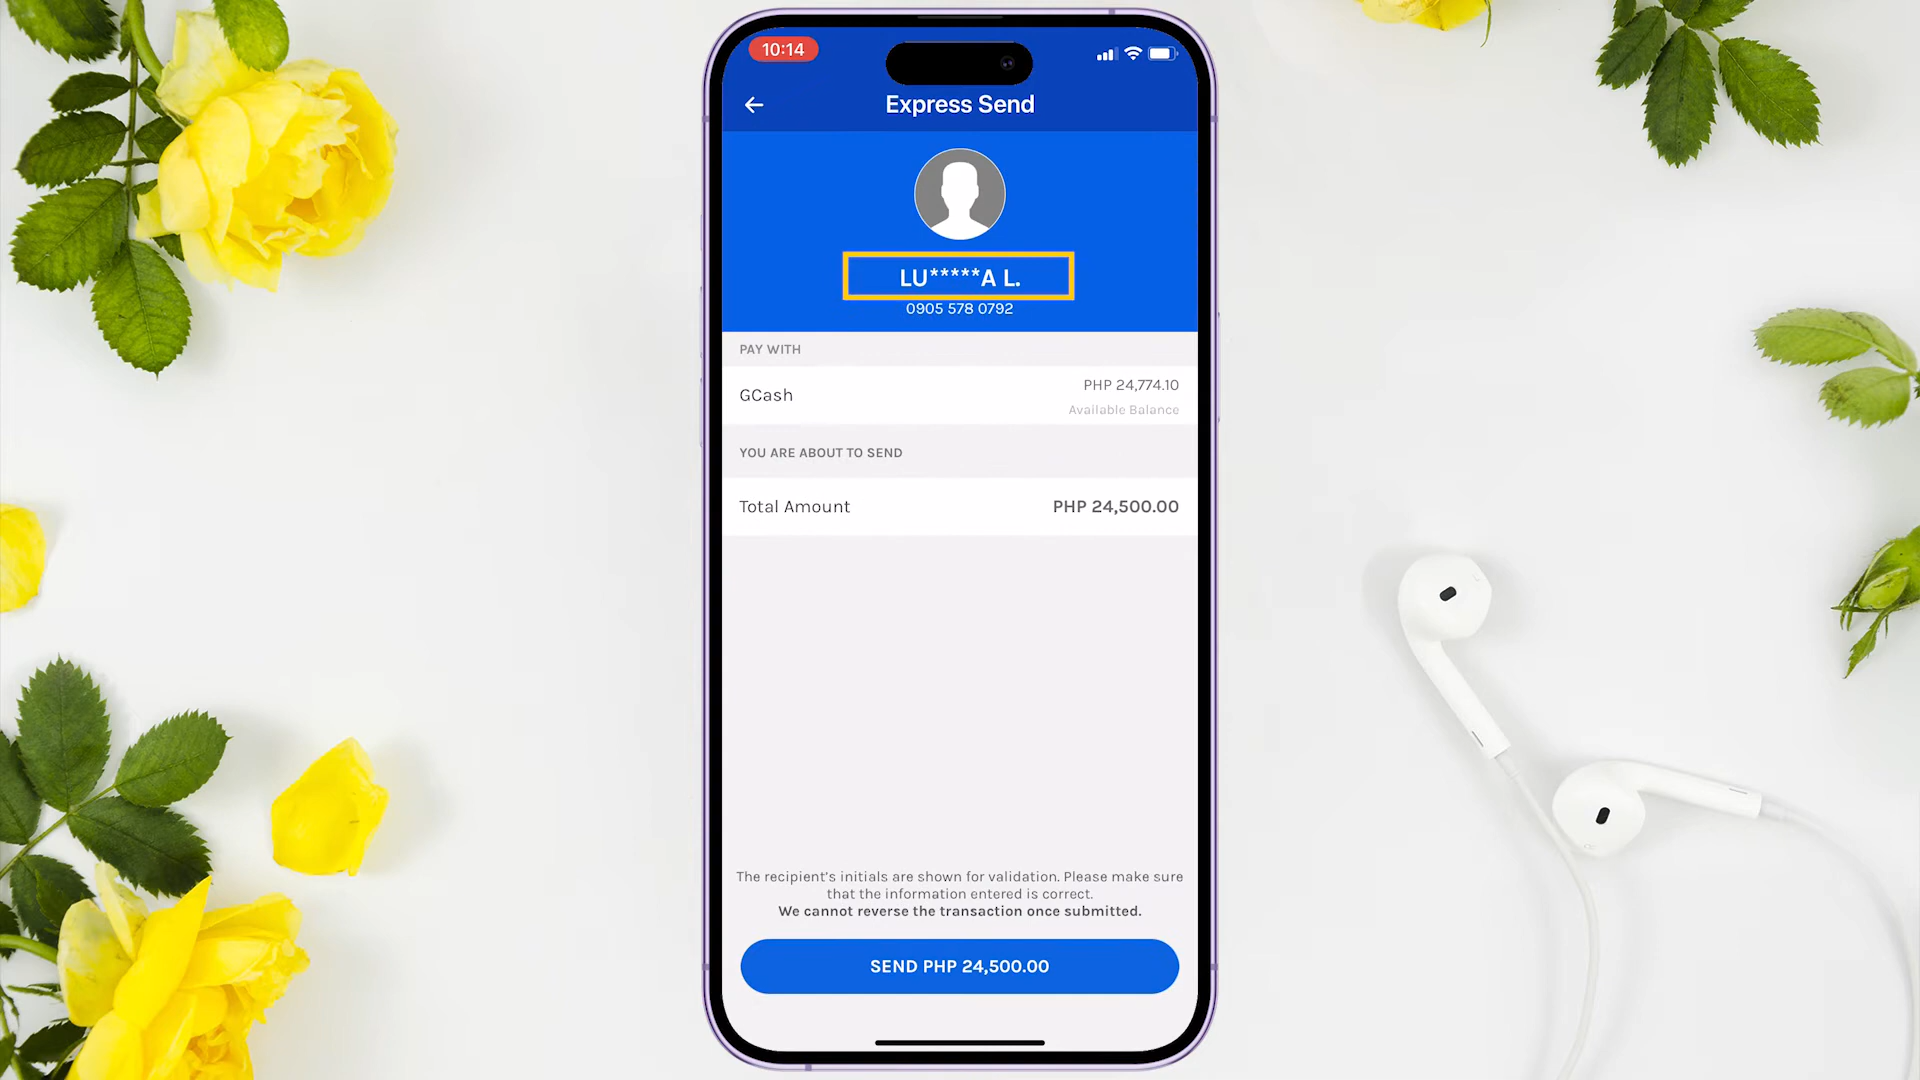 10:14
Express Send
LU*****A L.
0905 578 0792
PAY WITH
GCash
PHP 24,774.10
Available Balance
YOU ARE ABOUT TO SEND
Total Amount
PHP 24,500.00
The recipient's initials are shown for validation. Please make sure
that the information entered is correct.
We cannot reverse the transaction once submitted.
SEND PHP 24,500.00